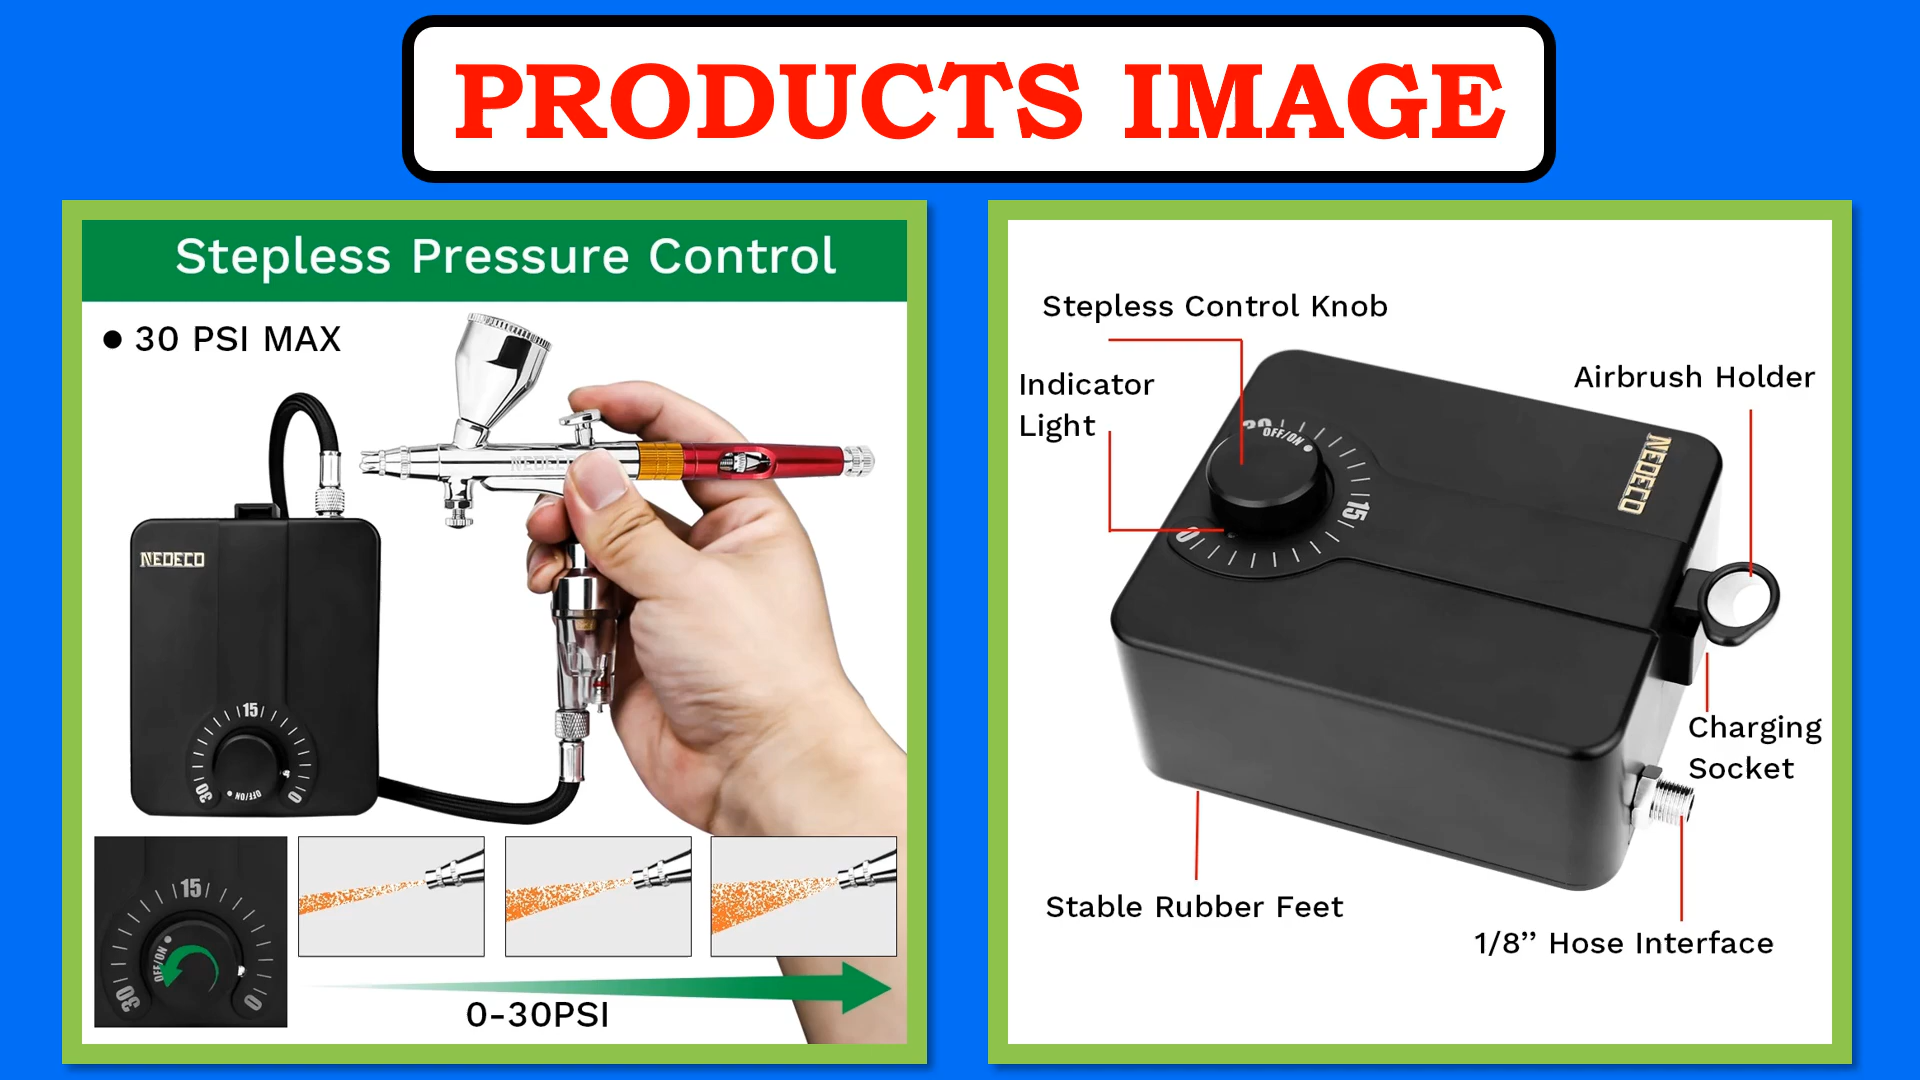 PRODUCTS IMAGE
Stepless Pressure Control
● 30 PSI MAX
NEDECO
NEDECO
15
30
OFF/ON
0
15
OFF/ON
30
0
0-30PSI
Stepless Control Knob
Indicator
Light
Airbrush Holder
30
OFF/ON
15
0
NEDECO
Charging
Socket
Stable Rubber Feet
1/8’’ Hose Interface